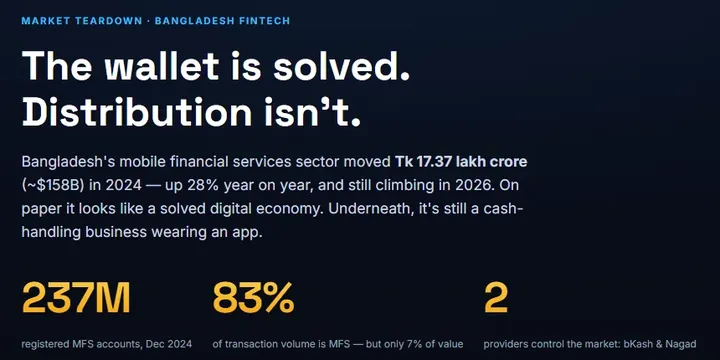 MARKET TEARDOWN · BANGLADESH FINTECH
The wallet is solved.
Distribution isn’t.
Bangladesh's mobile financial services sector moved Tk 17.37 lakh crore
(~$158B) in 2024 — up 28% year on year, and still climbing in 2026. On
paper it looks like a solved digital economy. Underneath, it's still a cash-
handling business wearing an app.
237M
registered MFS accounts, Dec 2024
83%
of transaction volume is MFS — but only 7% of value
2
providers control the market: bKash & Nagad